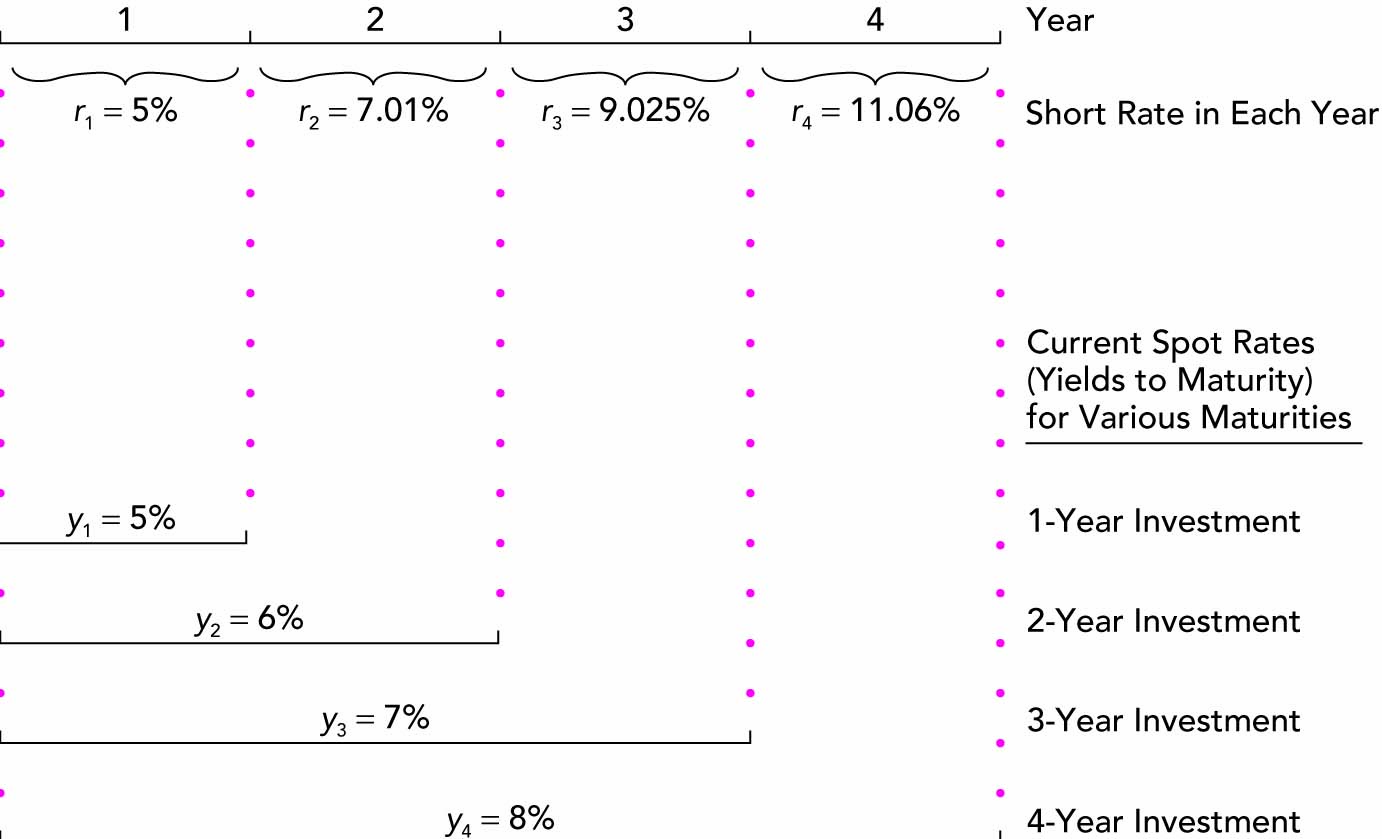 1 2 3 4 Year
r₁ = 5% r₂ = 7.01% r₃ = 9.025% r₄ = 11.06% Short Rate in Each Year
Current Spot Rates
(Yields to Maturity)
for Various Maturities
y₁ = 5% 1-Year Investment
y₂ = 6% 2-Year Investment
y₃ = 7% 3-Year Investment
y₄ = 8% 4-Year Investment